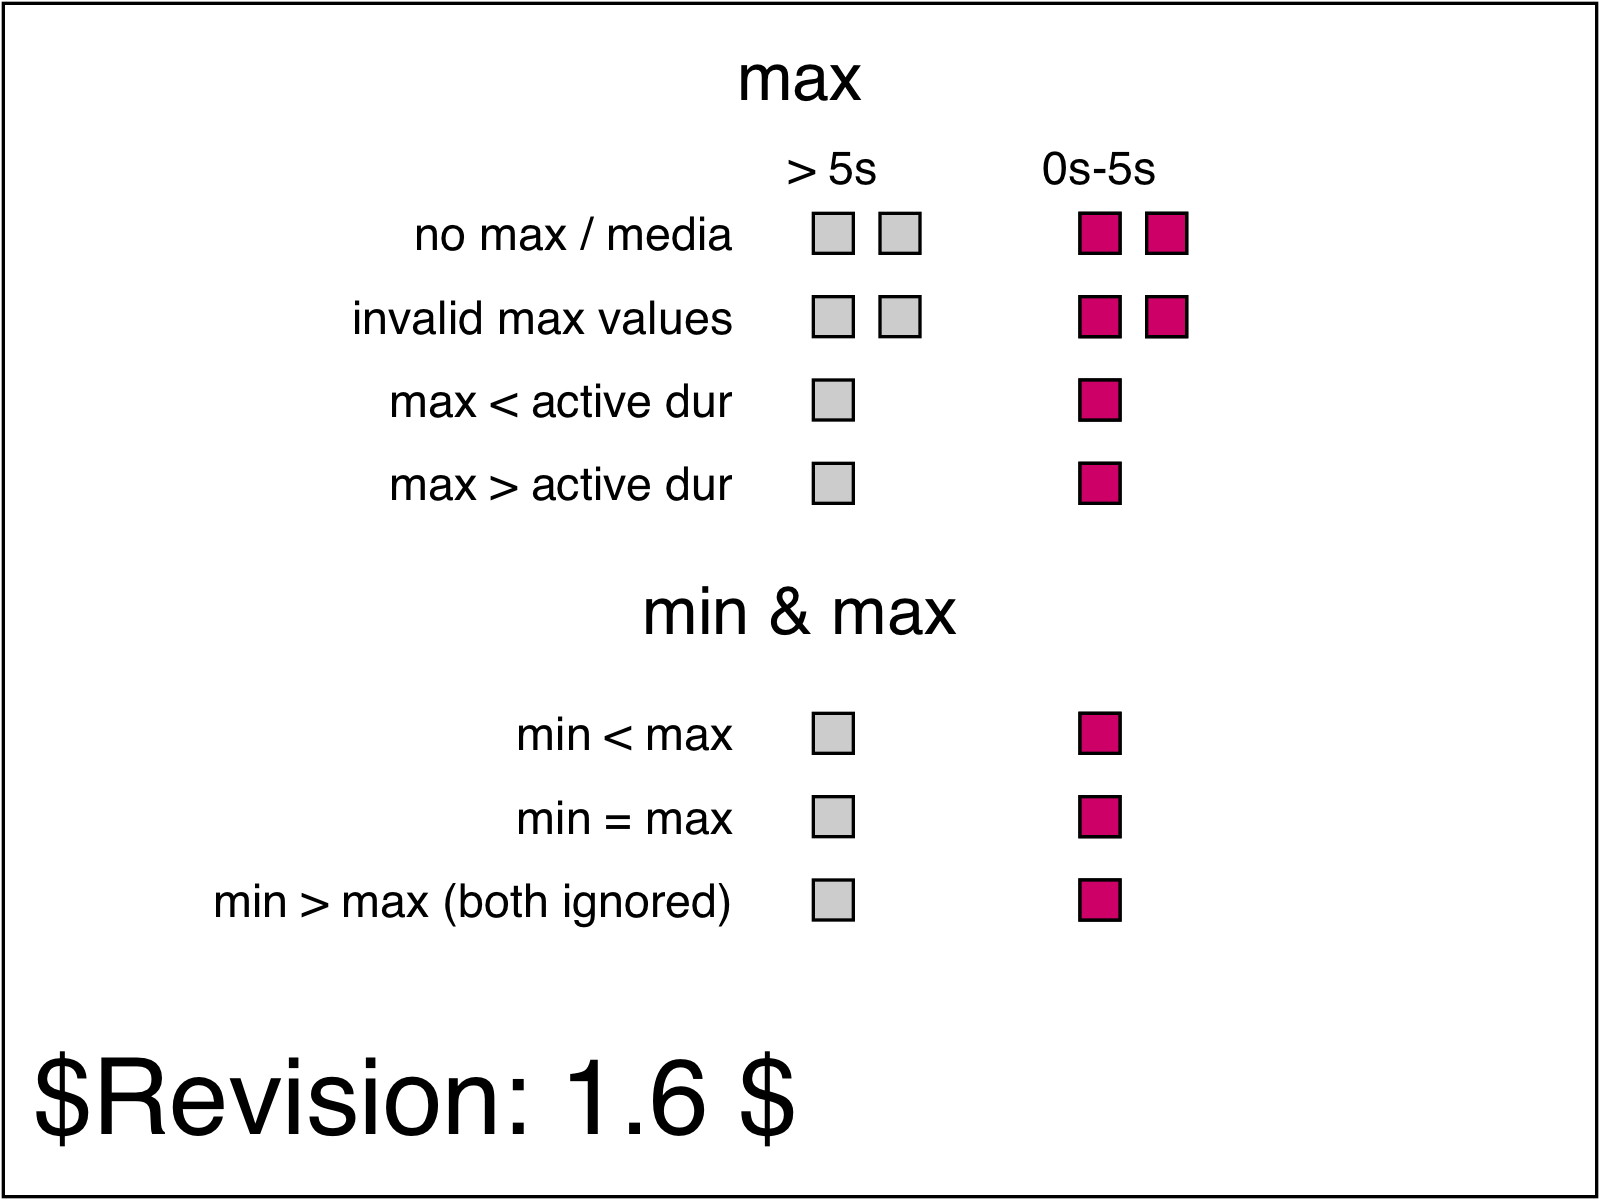 max
> 5s 0s-5s
no max / media
invalid max values
max < active dur
max > active dur
min & max
min < max
min = max
min > max (both ignored)
$Revision: 1.6 $